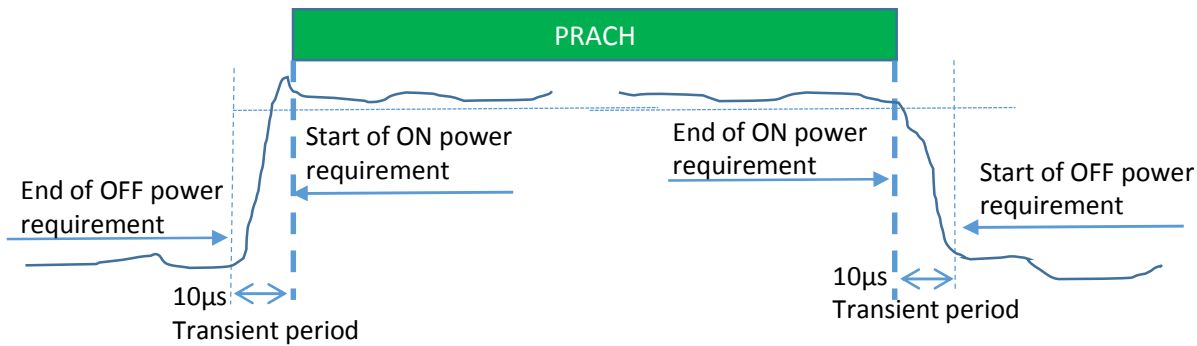 PRACH
Start of ON power
requirement
End of ON power
requirement
End of OFF power
requirement
Start of OFF power
requirement
10µs
Transient period
10µs
Transient period